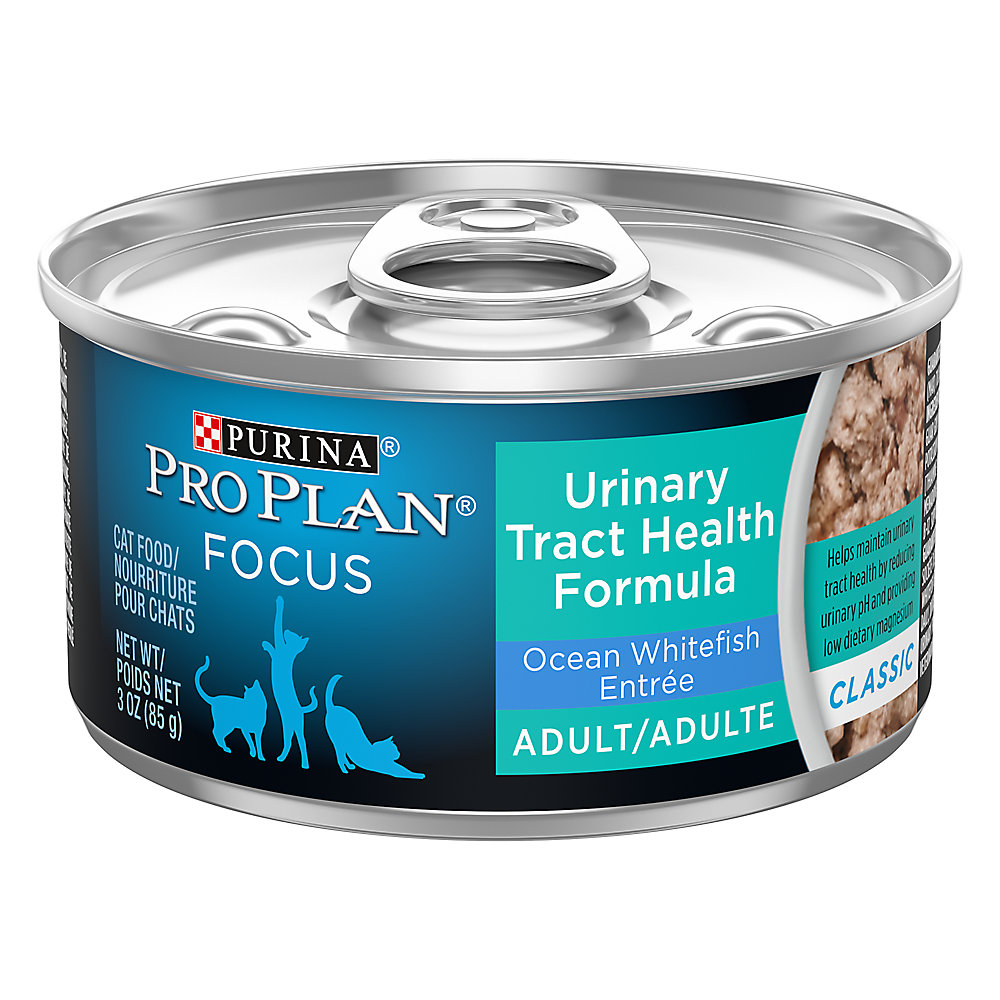 PURINA®
PRO PLAN®
FOCUS
CAT FOOD/
NOURRITURE
POUR CHATS
NET WT/
POIDS NET
3 OZ (85 g)
Urinary
Tract Health
Formula
Ocean Whitefish
Entrée
ADULT/ADULTE
Helps maintain urinary
tract health by reducing
urinary pH and providing
low dietary magnesium
CLASSIC